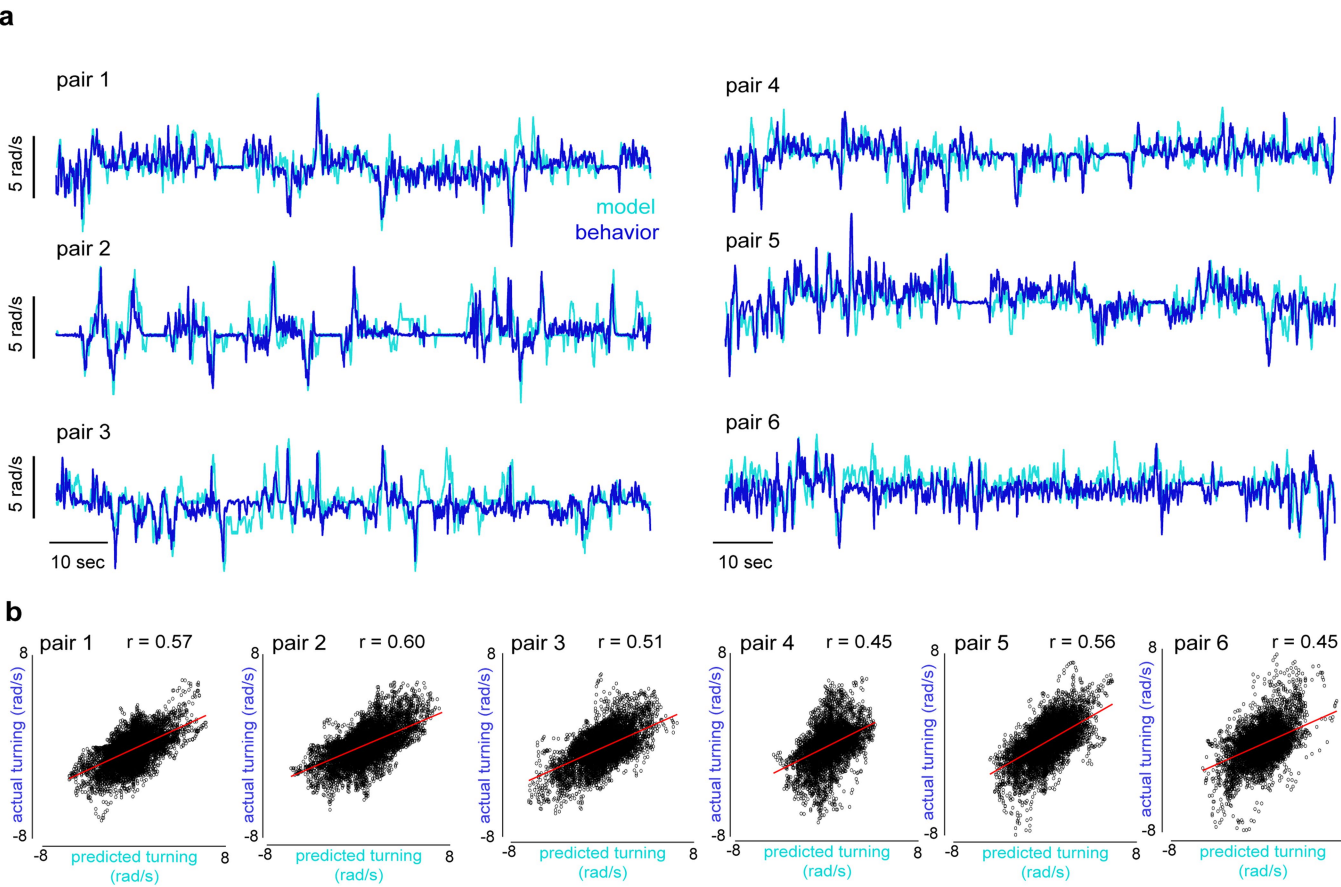 a
pair 1
5 rad/s
model
behavior
pair 2
5 rad/s
pair 3
5 rad/s
10 sec
pair 4
pair 5
pair 6
10 sec
b
pair 1
r = 0.57
8
actual turning (rad/s)
-8
-8
predicted turning
(rad/s)
8
pair 2
r = 0.60
8
actual turning (rad/s)
-8
-8
predicted turning
(rad/s)
8
pair 3
r = 0.51
8
actual turning (rad/s)
-8
-8
predicted turning
(rad/s)
8
pair 4
r = 0.45
8
actual turning (rad/s)
-8
-8
predicted turning
(rad/s)
8
pair 5
r = 0.56
8
actual turning (rad/s)
-8
-8
predicted turning
(rad/s)
8
pair 6
r = 0.45
8
actual turning (rad/s)
-8
-8
predicted turning
(rad/s)
8